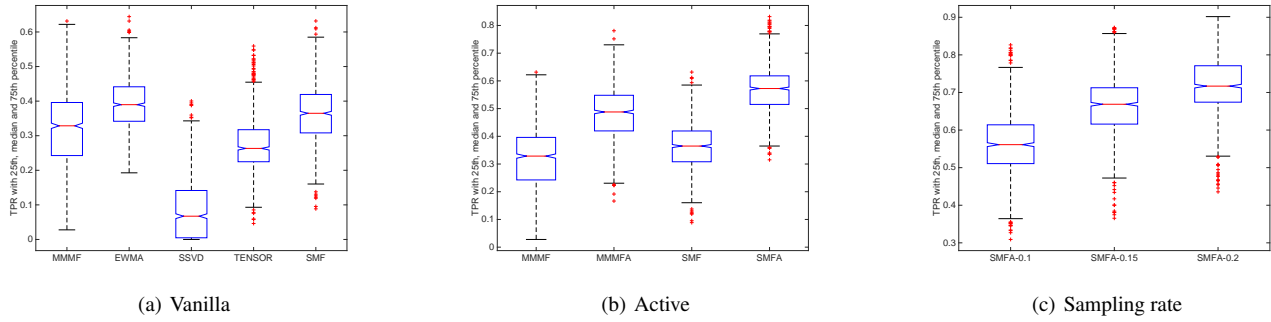 TPR with 25th, median and 75th percentile
0.6
0.5
0.4
0.3
0.2
0.1
0
MMMF EWMA SSVD TENSOR SMF
(a) Vanilla
TPR with 25th, median and 75th percentile
0.8
0.7
0.6
0.5
0.4
0.3
0.2
0.1
0
MMMF MMMFA SMF SMFA
(b) Active
TPR with 25th, median and 75th percentile
0.9
0.8
0.7
0.6
0.5
0.4
0.3
SMFA-0.1 SMFA-0.15 SMFA-0.2
(c) Sampling rate